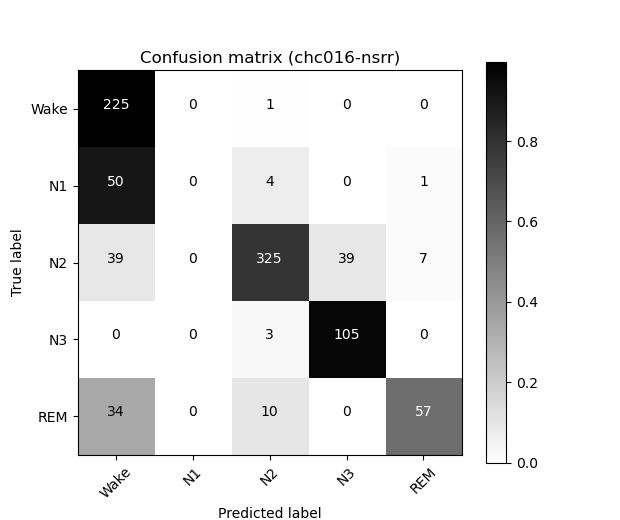 Confusion matrix (chc016-nsrr)
True label
Wake 225 0 1 0 0
N1 50 0 4 0 1
N2 39 0 325 39 7
N3 0 0 3 105 0
REM 34 0 10 0 57
Wake N1 N2 N3 REM
Predicted label
0.8
0.6
0.4
0.2
0.0